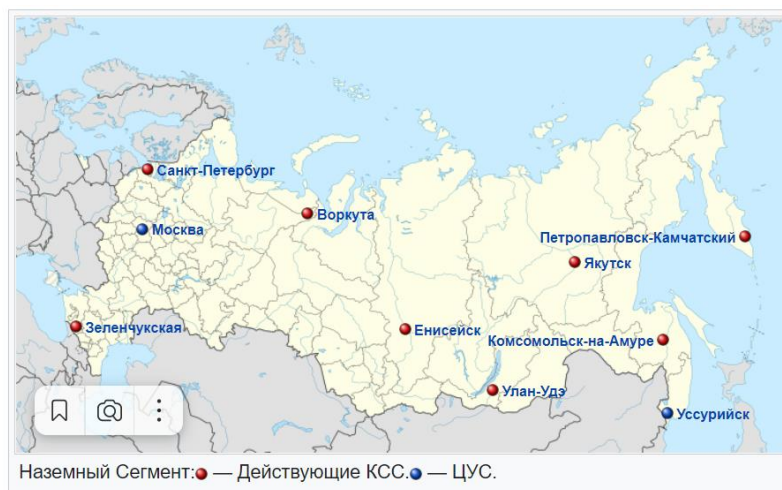 Санкт-Петербург
Воркута
Москва
Петропавловск-Камчатский
Якутск
Зеленчукская
Енисейск
Комсомольск-на-Амуре
Улан-Удэ
Уссурийск
Наземный Сегмент: — Действующие КСС. — ЦУС.